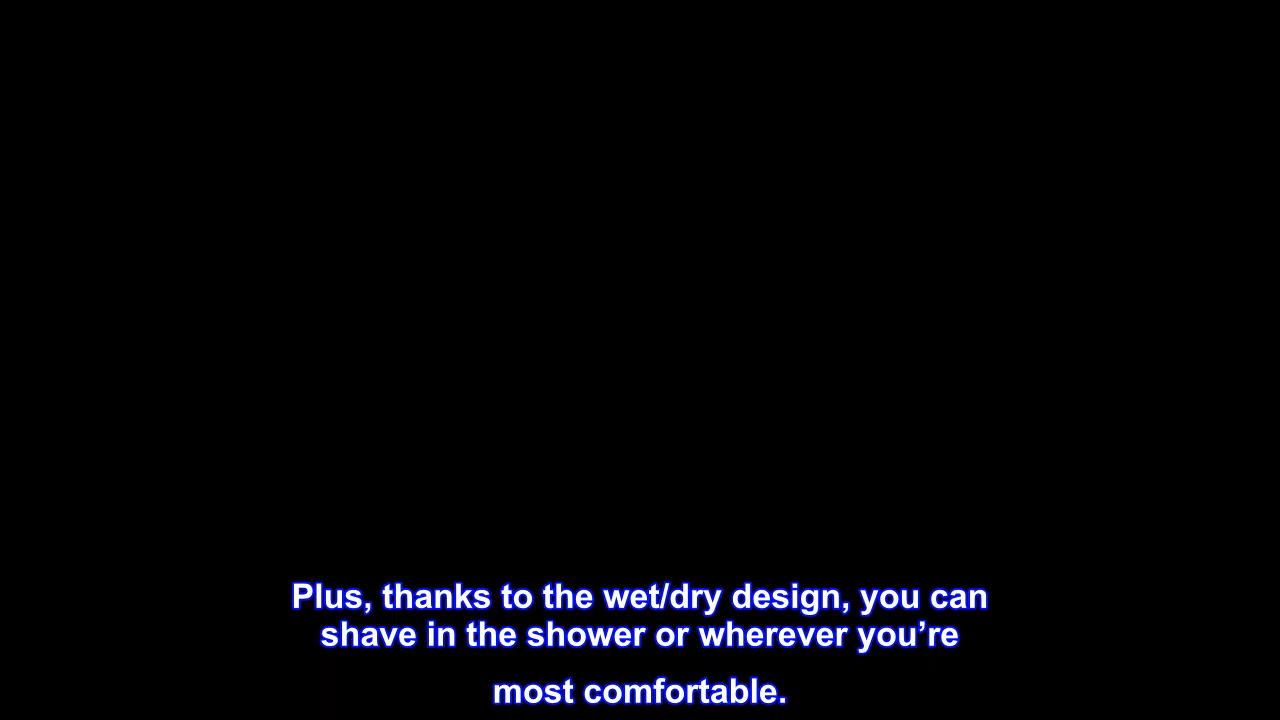 Plus, thanks to the wet/dry design, you can
shave in the shower or wherever you’re
most comfortable.